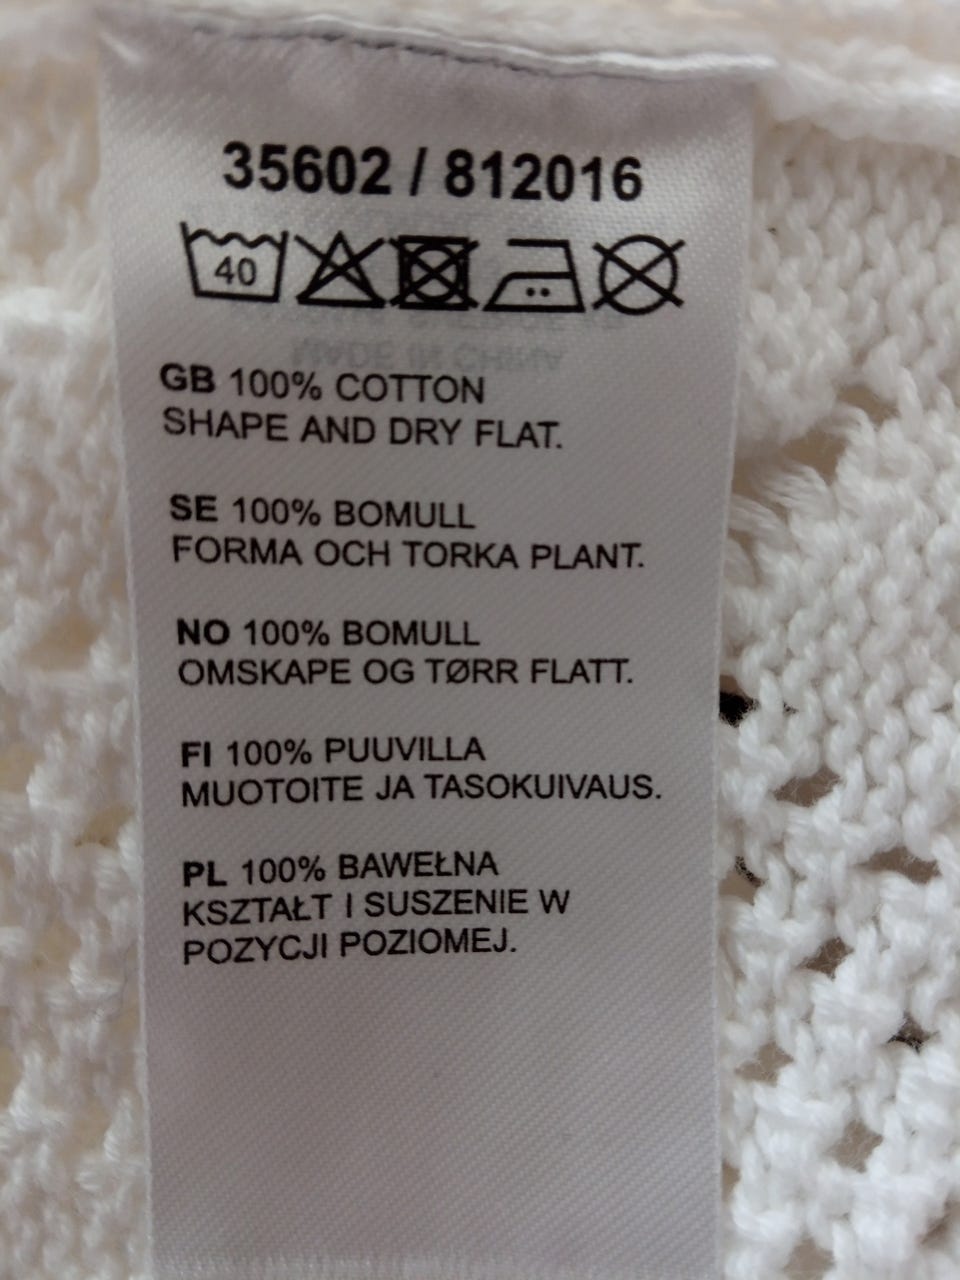 35602 / 812016
40
GB 100% COTTON
SHAPE AND DRY FLAT.
SE 100% BOMULL
FORMA OCH TORKA PLANT.
NO 100% BOMULL
OMSKAPE OG TØRR FLATT.
FI 100% PUUVILLA
MUOTOITE JA TASOKUIVAUS.
PL 100% BAWEŁNA
KSZTAŁT I SUSZENIE W
POZYCJI POZIOMEJ.